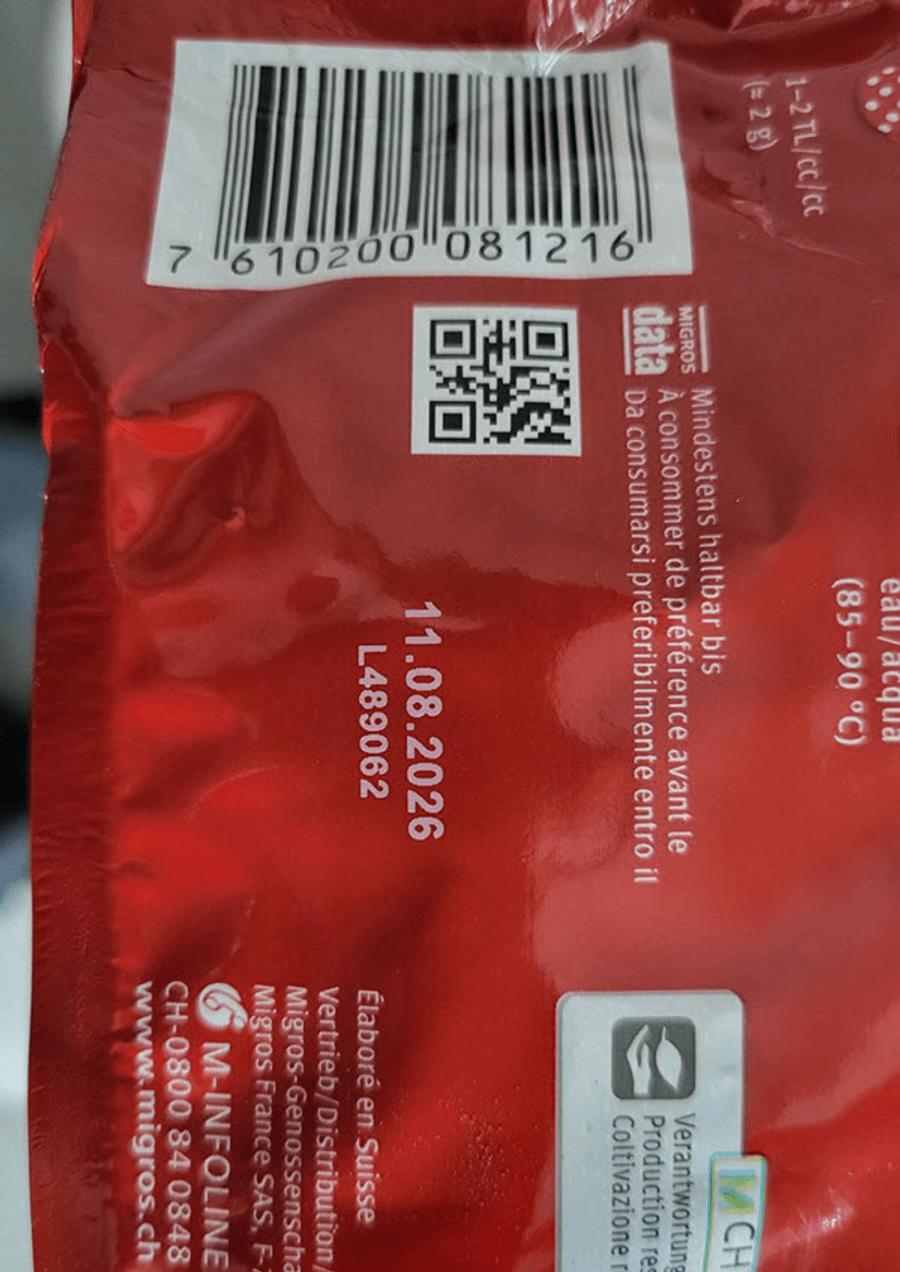 7 610200 081216
1-2 TL/cc/cc
(= 2 g)
eau/acqua
(85-90 °C)
MIGROS
data
Mindestens haltbar bis
À consommer de préférence avant le
Da consumarsi preferibilmente entro il
11.08.2026
L489062
M CH
Verantwortung
Production res
Coltivazione r
Élaboré en Suisse
Vertrieb/Distribution/
Migros-Genossenscha
Migros France SAS, F-
M-INFOLINE
CH-0800 84 0848
www.migros.ch